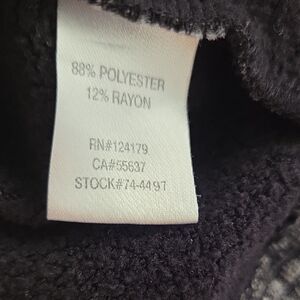 88% POLYESTER
12% RAYON
RN#124179
CA#55637
STOCK#74-4497